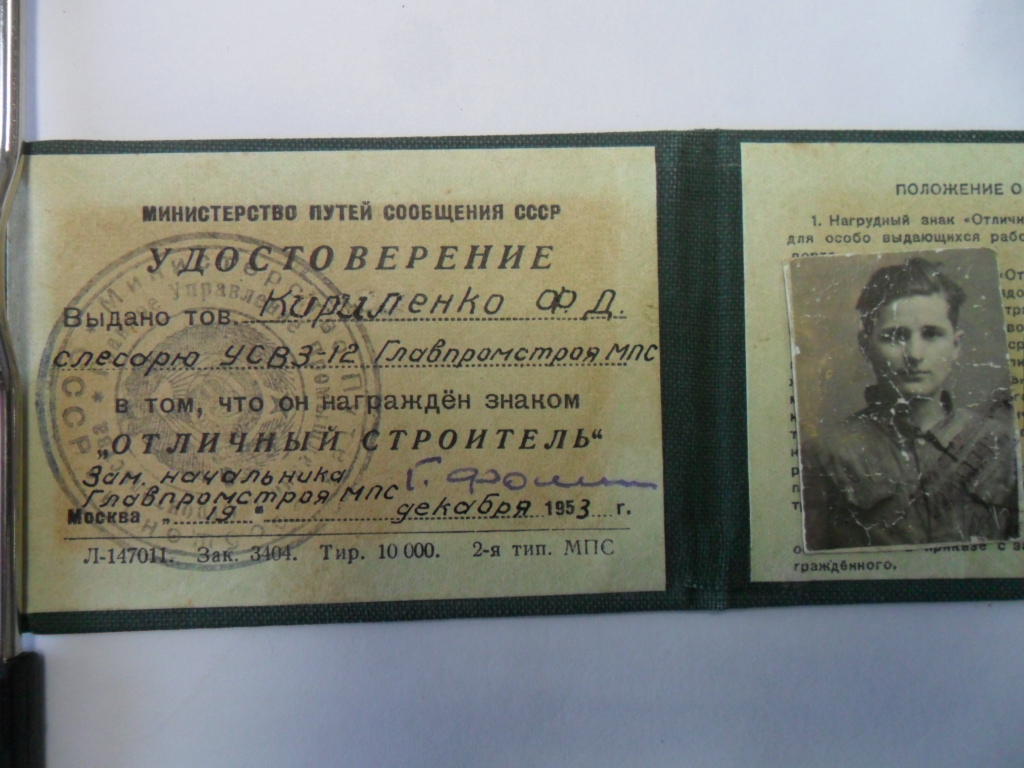 МИНИСТЕРСТВО ПУТЕЙ СООБЩЕНИЯ СССР
УДОСТОВЕРЕНИЕ
Выдано тов. Кириленко Ф.Д.
слесарю УСВЗ-12 Главпромстроя МПС
в том, что он награждён знаком
„ОТЛИЧНЫЙ СТРОИТЕЛЬ“
Зам. начальника
Главпромстроя МПС
Москва „19“ декабря 1953 г.
Л-147011. Зак. 3404. Тир. 10 000. 2-я тип. МПС
ПОЛОЖЕНИЕ О
1. Нагрудный знак «Отличн
для особо выдающихся рабо
граждённого.